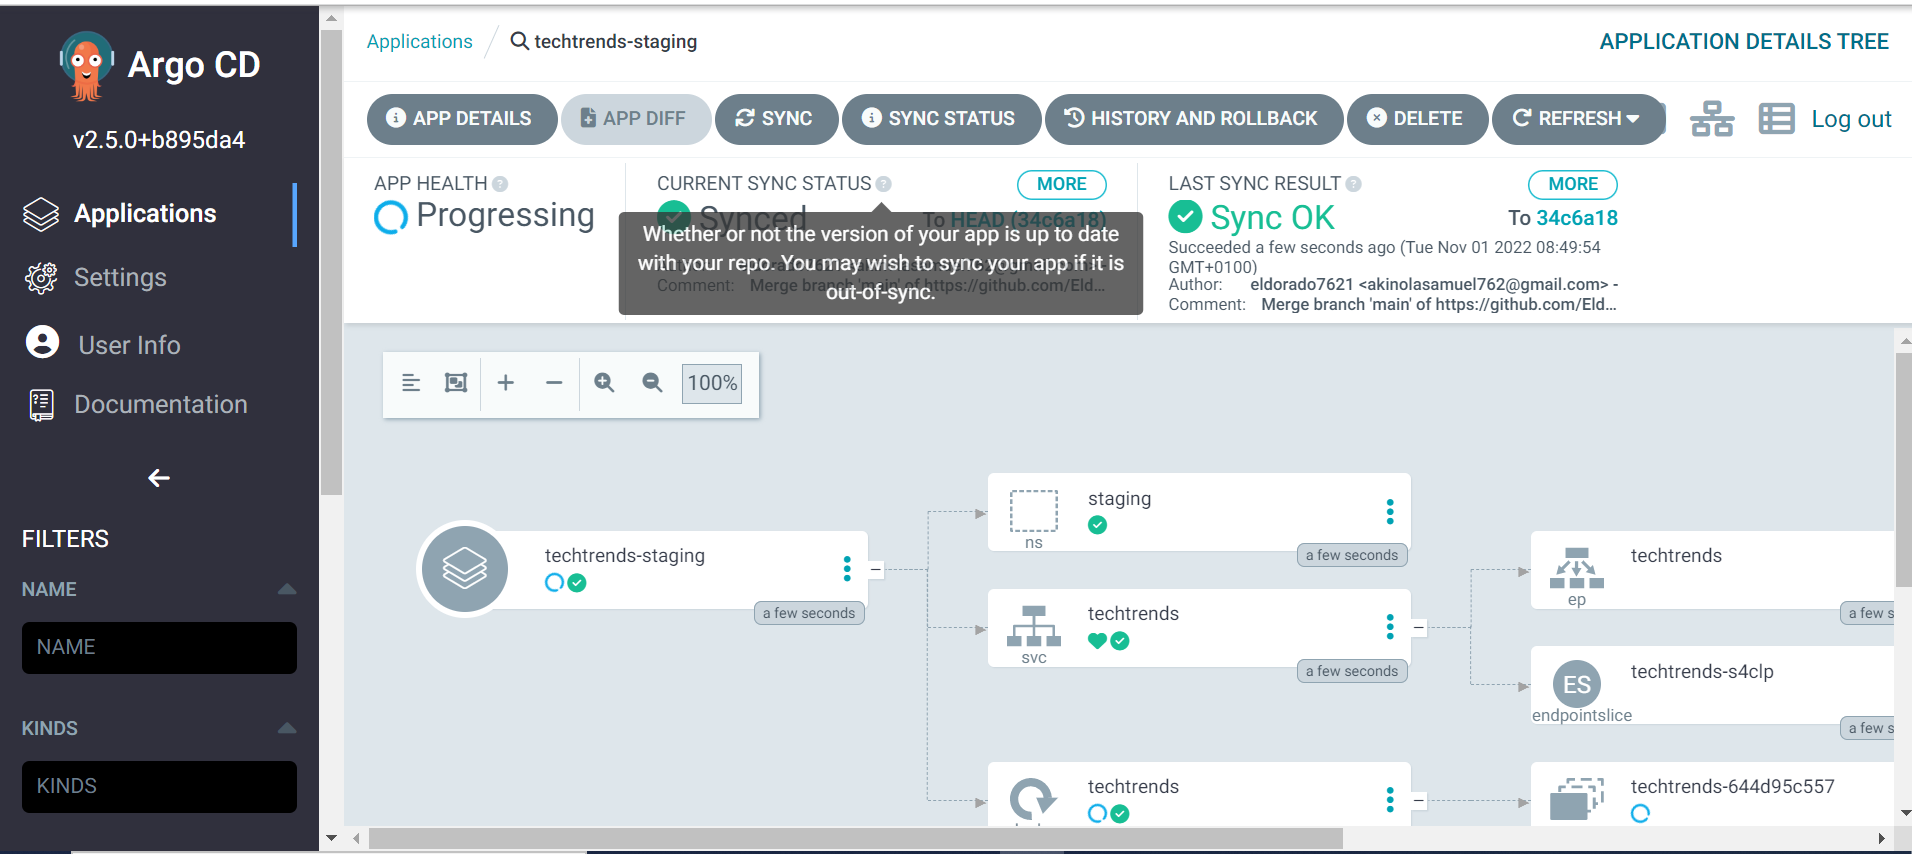 Argo CD
v2.5.0+b895da4
Applications
Settings
User Info
Documentation
FILTERS
NAME
NAME
KINDS
KINDS
Applications
techtrends-staging
APPLICATION DETAILS TREE
APP DETAILS
APP DIFF
SYNC
SYNC STATUS
HISTORY AND ROLLBACK
DELETE
REFRESH
Log out
APP HEALTH
Progressing
CURRENT SYNC STATUS
MORE
Synced
To HEAD (34c6a18)
Whether or not the version of your app is up to date
with your repo. You may wish to sync your app if it is
out-of-sync.
Comment: Merge branch 'main' of https://github.com/Eld...
LAST SYNC RESULT
MORE
Sync OK
To 34c6a18
Succeeded a few seconds ago (Tue Nov 01 2022 08:49:54
GMT+0100)
Author: eldorado7621 <akinolasamuel762@gmail.com> -
Comment: Merge branch 'main' of https://github.com/Eld...
100%
techtrends-staging
a few seconds
staging
ns
a few seconds
techtrends
svc
a few seconds
techtrends
techtrends
ep
a few s
techtrends-s4clp
ES
endpointslice
a few s
techtrends-644d95c557